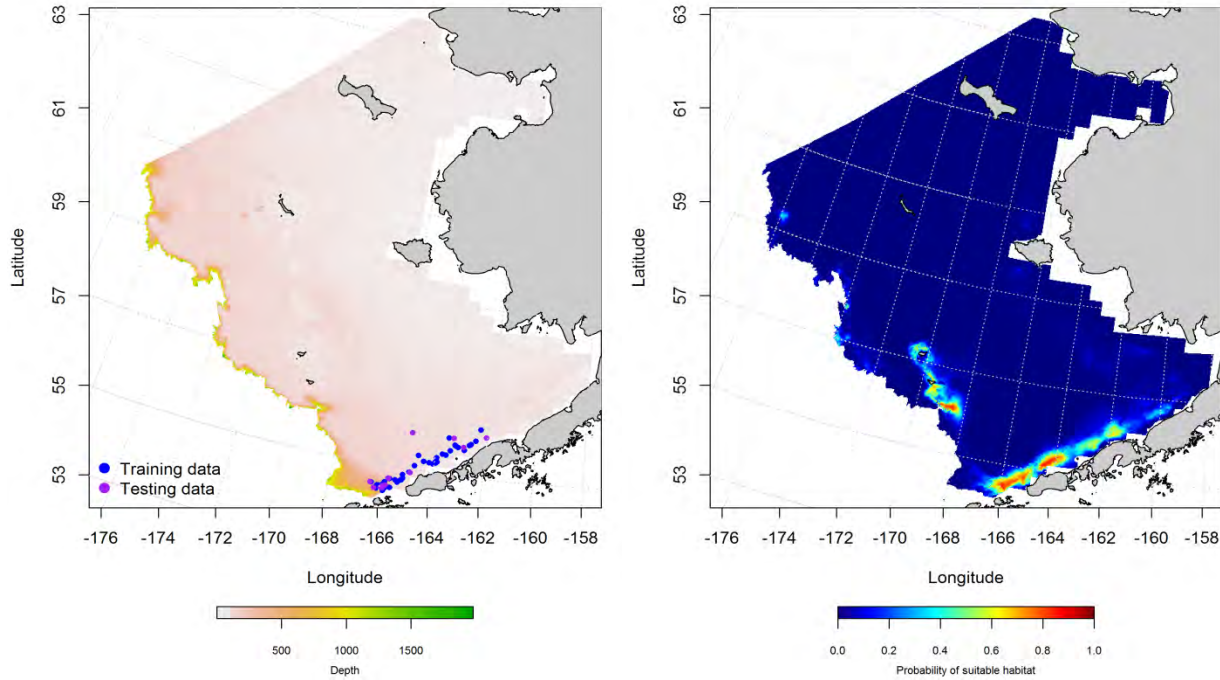 63
61
59
57
55
53
Latitude
Training data
Testing data
-176 -174 -172 -170 -168 -166 -164 -162 -160 -158
Longitude
500 1000 1500
Depth
63
61
59
57
55
53
Latitude
-176 -174 -172 -170 -168 -166 -164 -162 -160 -158
Longitude
0.0 0.2 0.4 0.6 0.8 1.0
Probability of suitable habitat